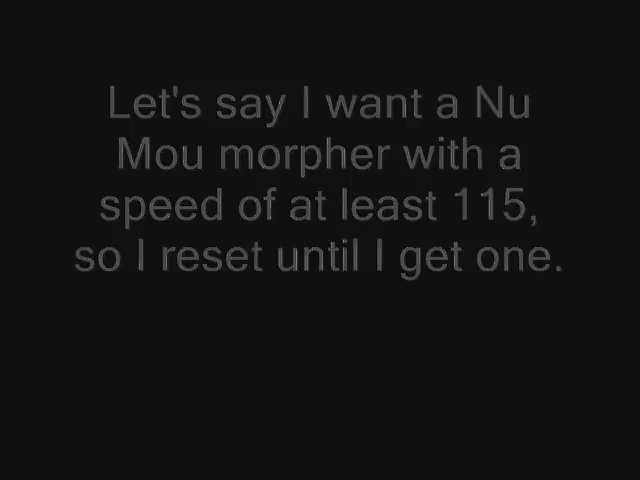 Let's say I want a Nu
Mou morpher with a
speed of at least 115,
so I reset until I get one.